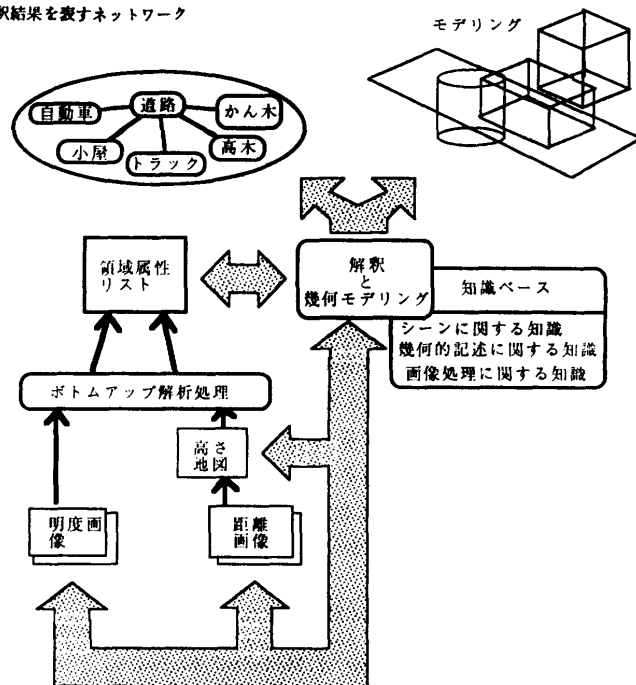 釈結果を表すネットワーク
モデリング
自動車
道路
かん木
小屋
トラック
高木
領域属性
リスト
解釈
と
幾何モデリング
知識ベース
シーンに関する知識
幾何的記述に関する知識
画像処理に関する知識
ボトムアップ解析処理
高さ
地図
明度画
像
距離
画像